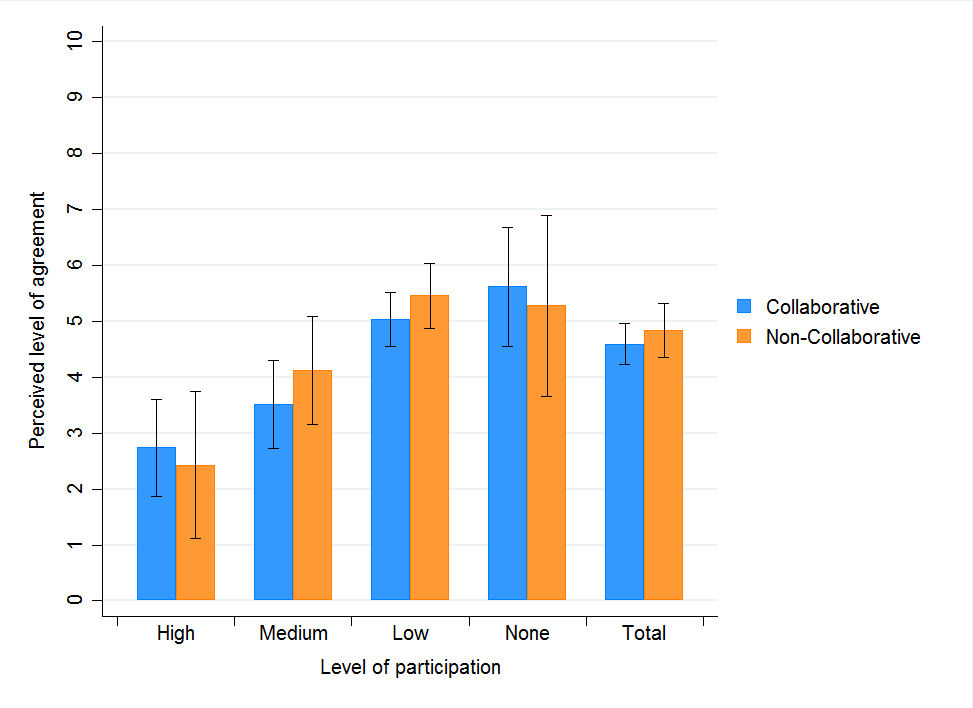 10
9
8
7
6
5
4
3
2
1
0
Perceived level of agreement
High Medium Low None Total
Level of participation
Collaborative
Non-Collaborative